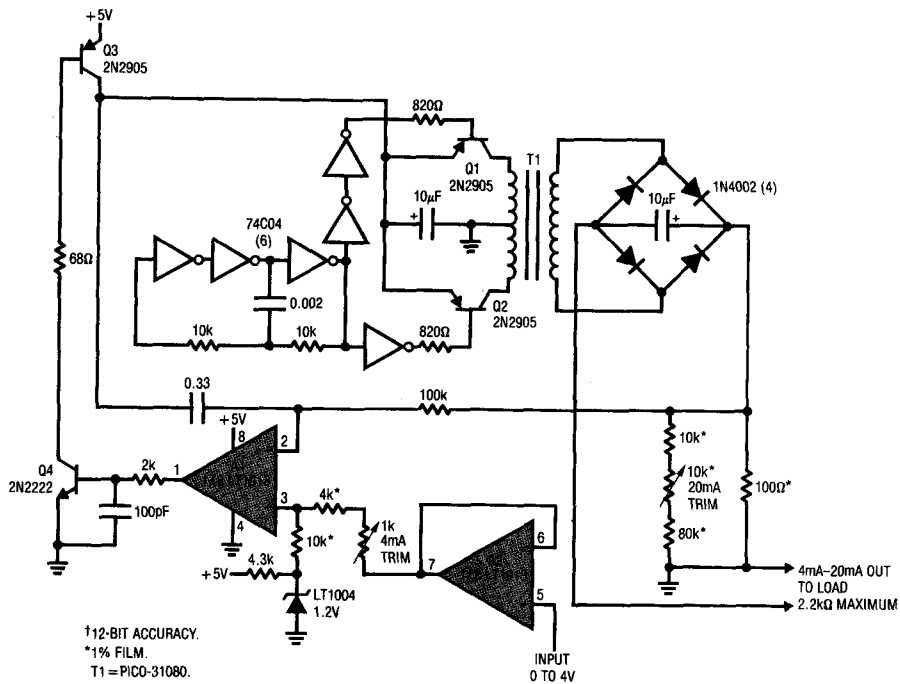 +5V
Q3
2N2905
820Ω
Q1
2N2905
T1
1N4002 (4)
10µF
+
10µF
+
74C04
(6)
68Ω
0.002
Q2
2N2905
10k
10k
820Ω
0.33
100k
+5V
8
2
10k*
10k*
20mA
TRIM
100Ω*
Q4
2N2222
2k
1
3
4k*
100pF
4
10k*
1k
4mA
TRIM
6
7
80k*
4.3k
+5V
5
4mA–20mA OUT
TO LOAD
2.2kΩ MAXIMUM
LT1004
1.2V
INPUT
0 TO 4V
†12-BIT ACCURACY.
*1% FILM.
T1=PICO-31080.